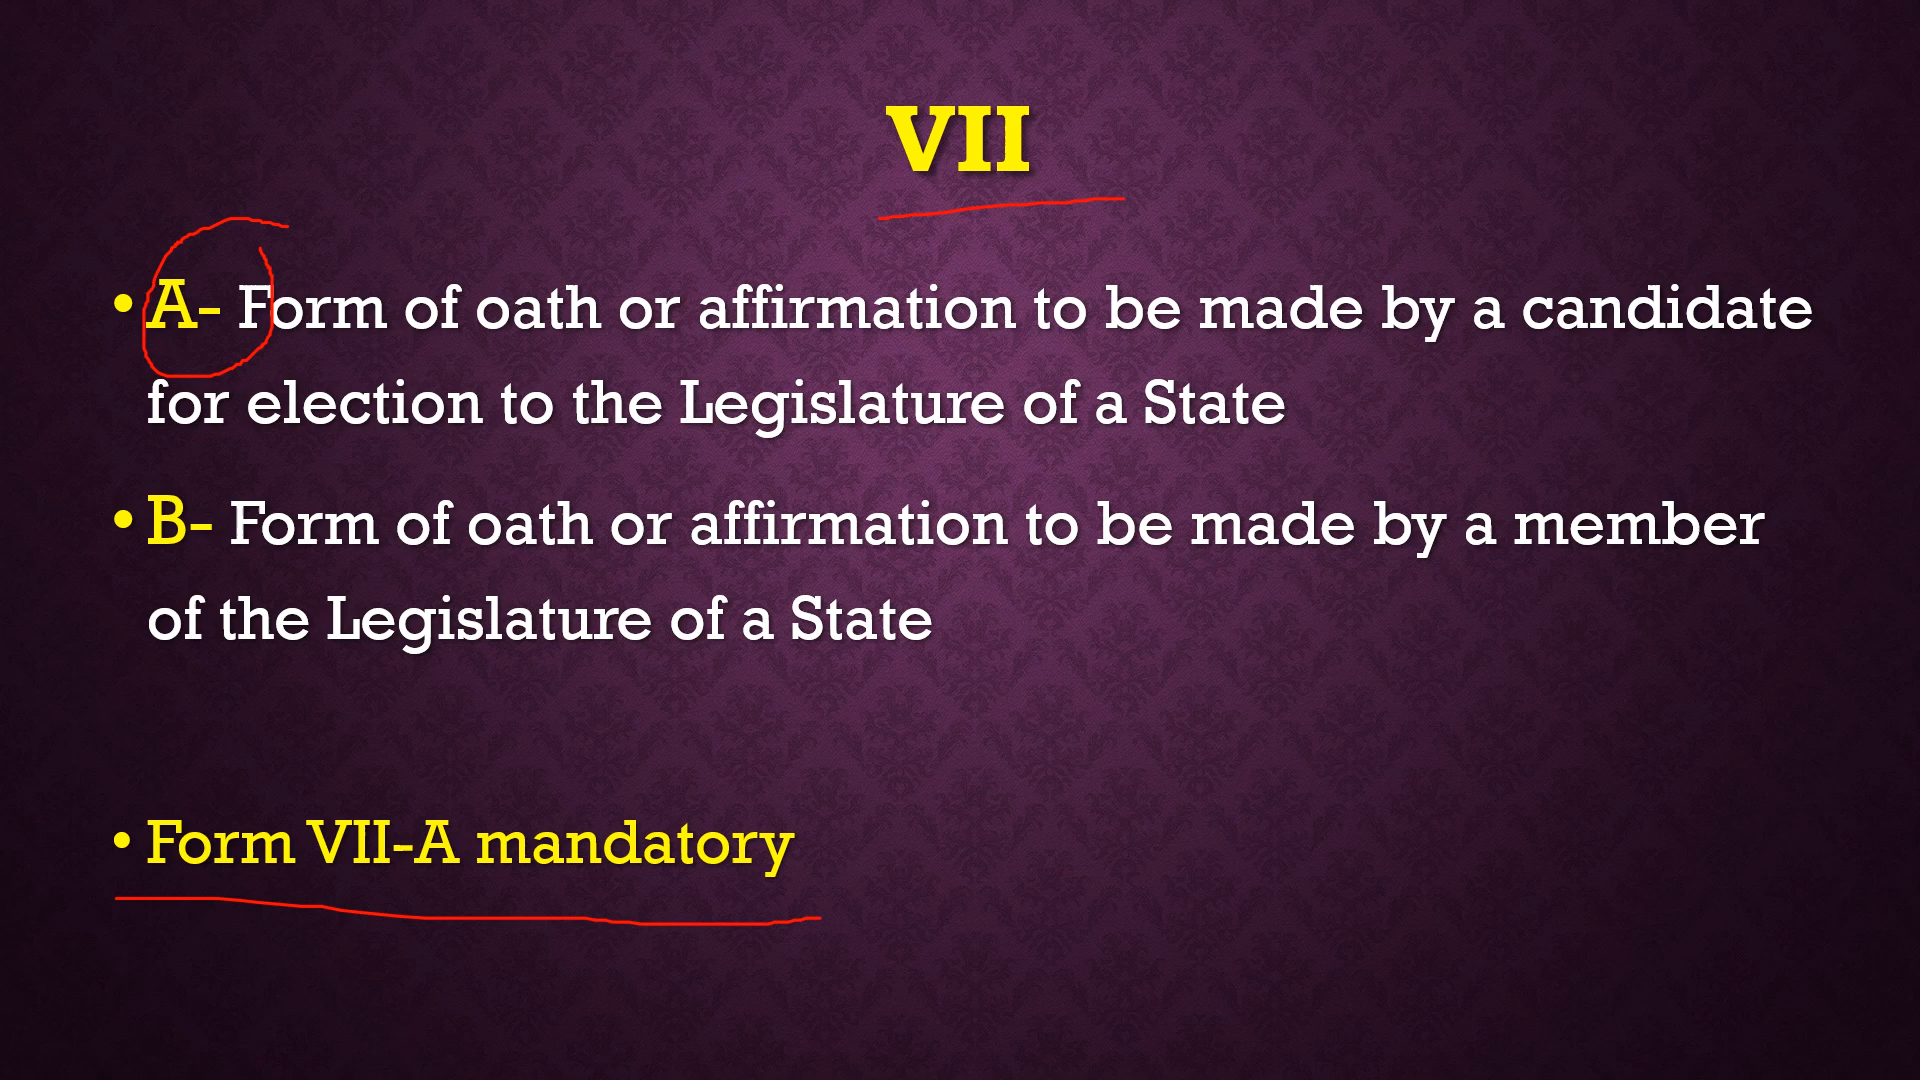 VII
• A- Form of oath or affirmation to be made by a candidate
for election to the Legislature of a State
• B- Form of oath or affirmation to be made by a member
of the Legislature of a State
• Form VII-A mandatory